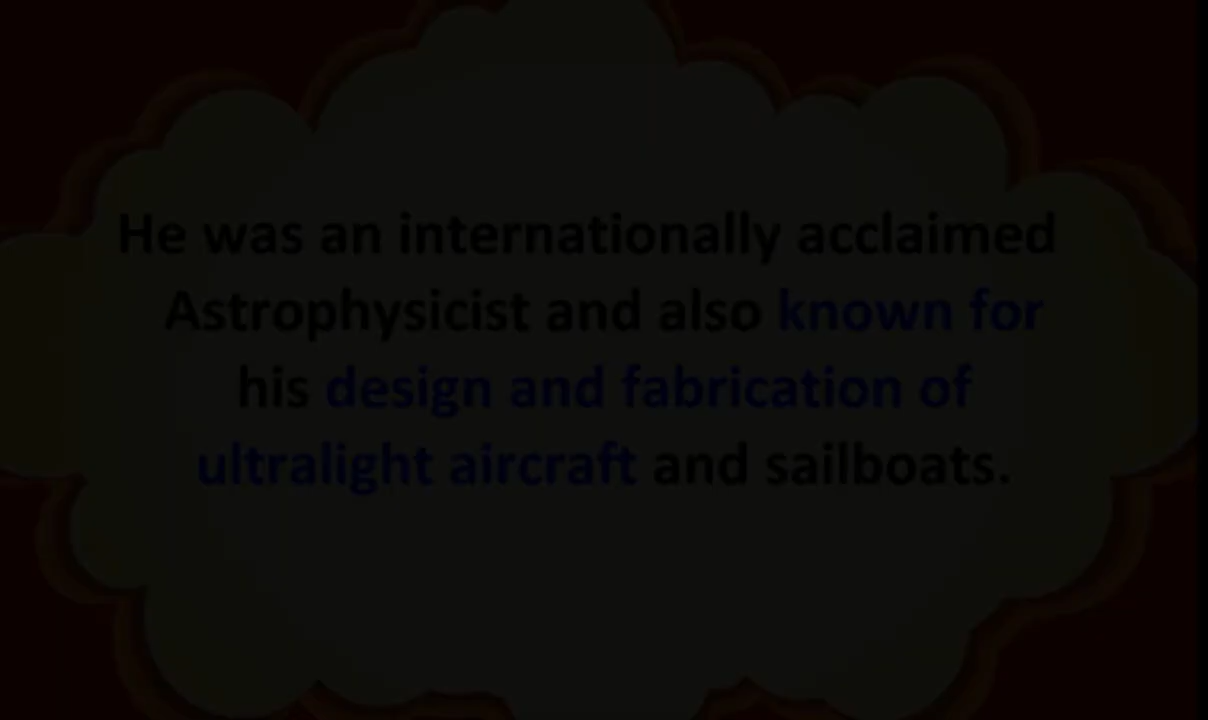 He was an internationally acclaimed
Astrophysicist and also known for
his design and fabrication of
ultralight aircraft and sailboats.